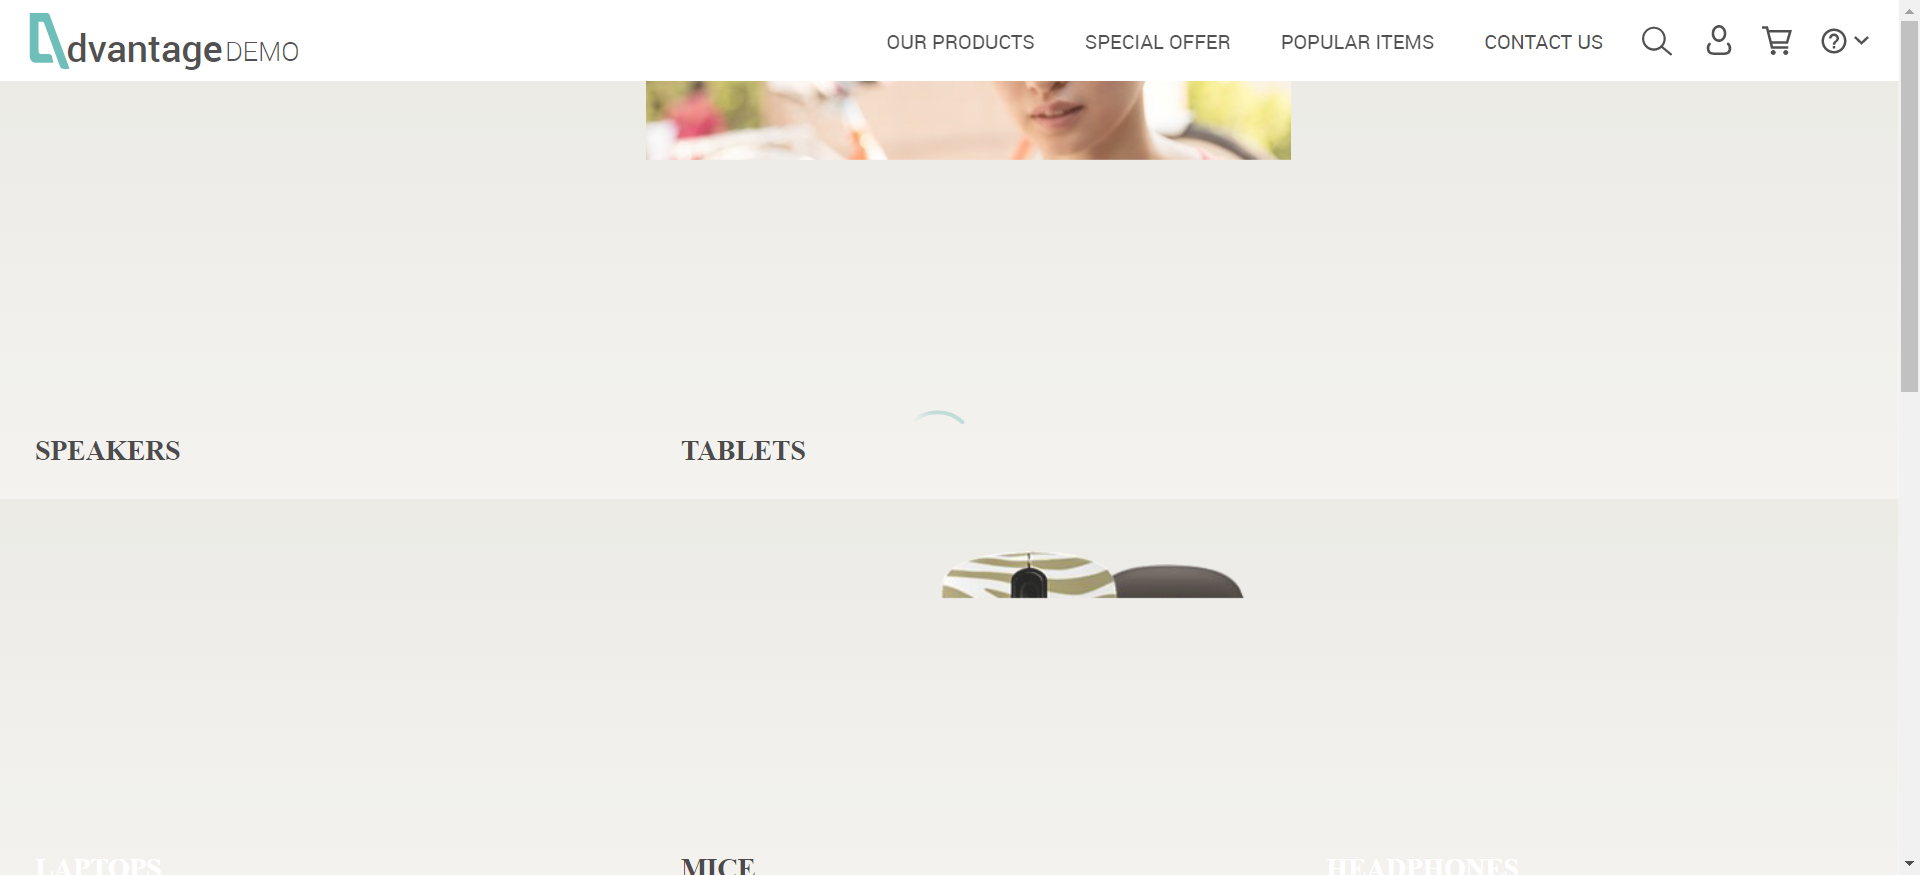 dvantage DEMO
OUR PRODUCTS
SPECIAL OFFER
POPULAR ITEMS
CONTACT US
SPEAKERS
TABLETS
LAPTOPS
MICE
HEADPHONES